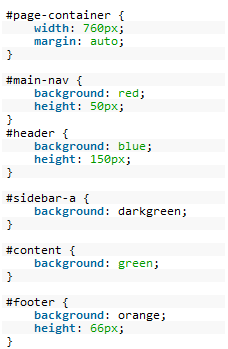 #page-container {
    width: 760px;
    margin: auto;
}

#main-nav {
    background: red;
    height: 50px;
}
#header {
    background: blue;
    height: 150px;
}

#sidebar-a {
    background: darkgreen;
}

#content {
    background: green;
}

#footer {
    background: orange;
    height: 66px;
}